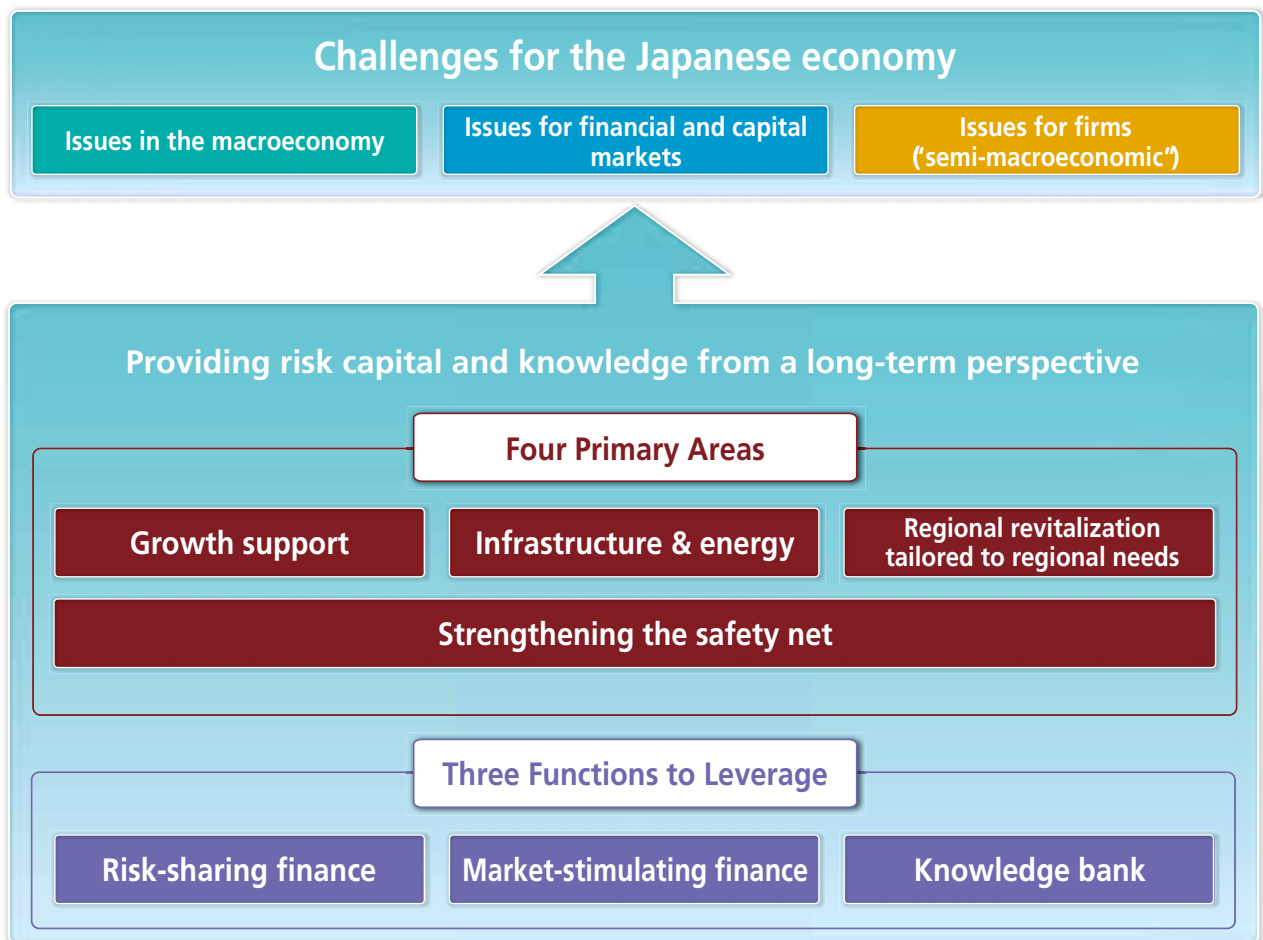 Challenges for the Japanese economy
Issues in the macroeconomy
Issues for financial and capital
markets
Issues for firms
(“semi-macroeconomic”)
Providing risk capital and knowledge from a long-term perspective
Four Primary Areas
Growth support
Infrastructure & energy
Regional revitalization
tailored to regional needs
Strengthening the safety net
Three Functions to Leverage
Risk-sharing finance
Market-stimulating finance
Knowledge bank